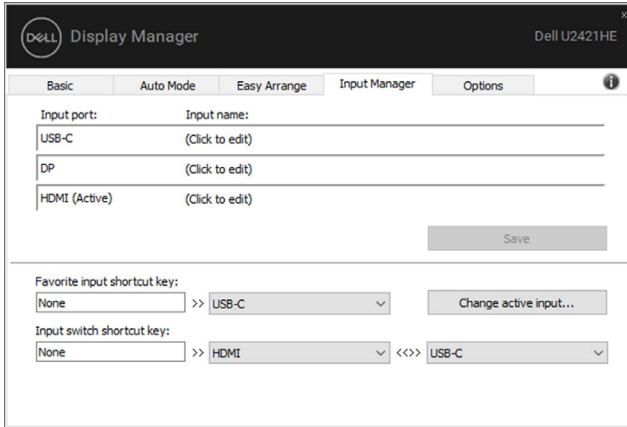 DELL Display Manager Dell U2421HE x
Basic Auto Mode Easy Arrange Input Manager Options i
Input port: Input name:
USB-C (Click to edit)
DP (Click to edit)
HDMI (Active) (Click to edit)
Save
Favorite input shortcut key:
None >> USB-C Change active input...
Input switch shortcut key:
None >> HDMI <<>> USB-C